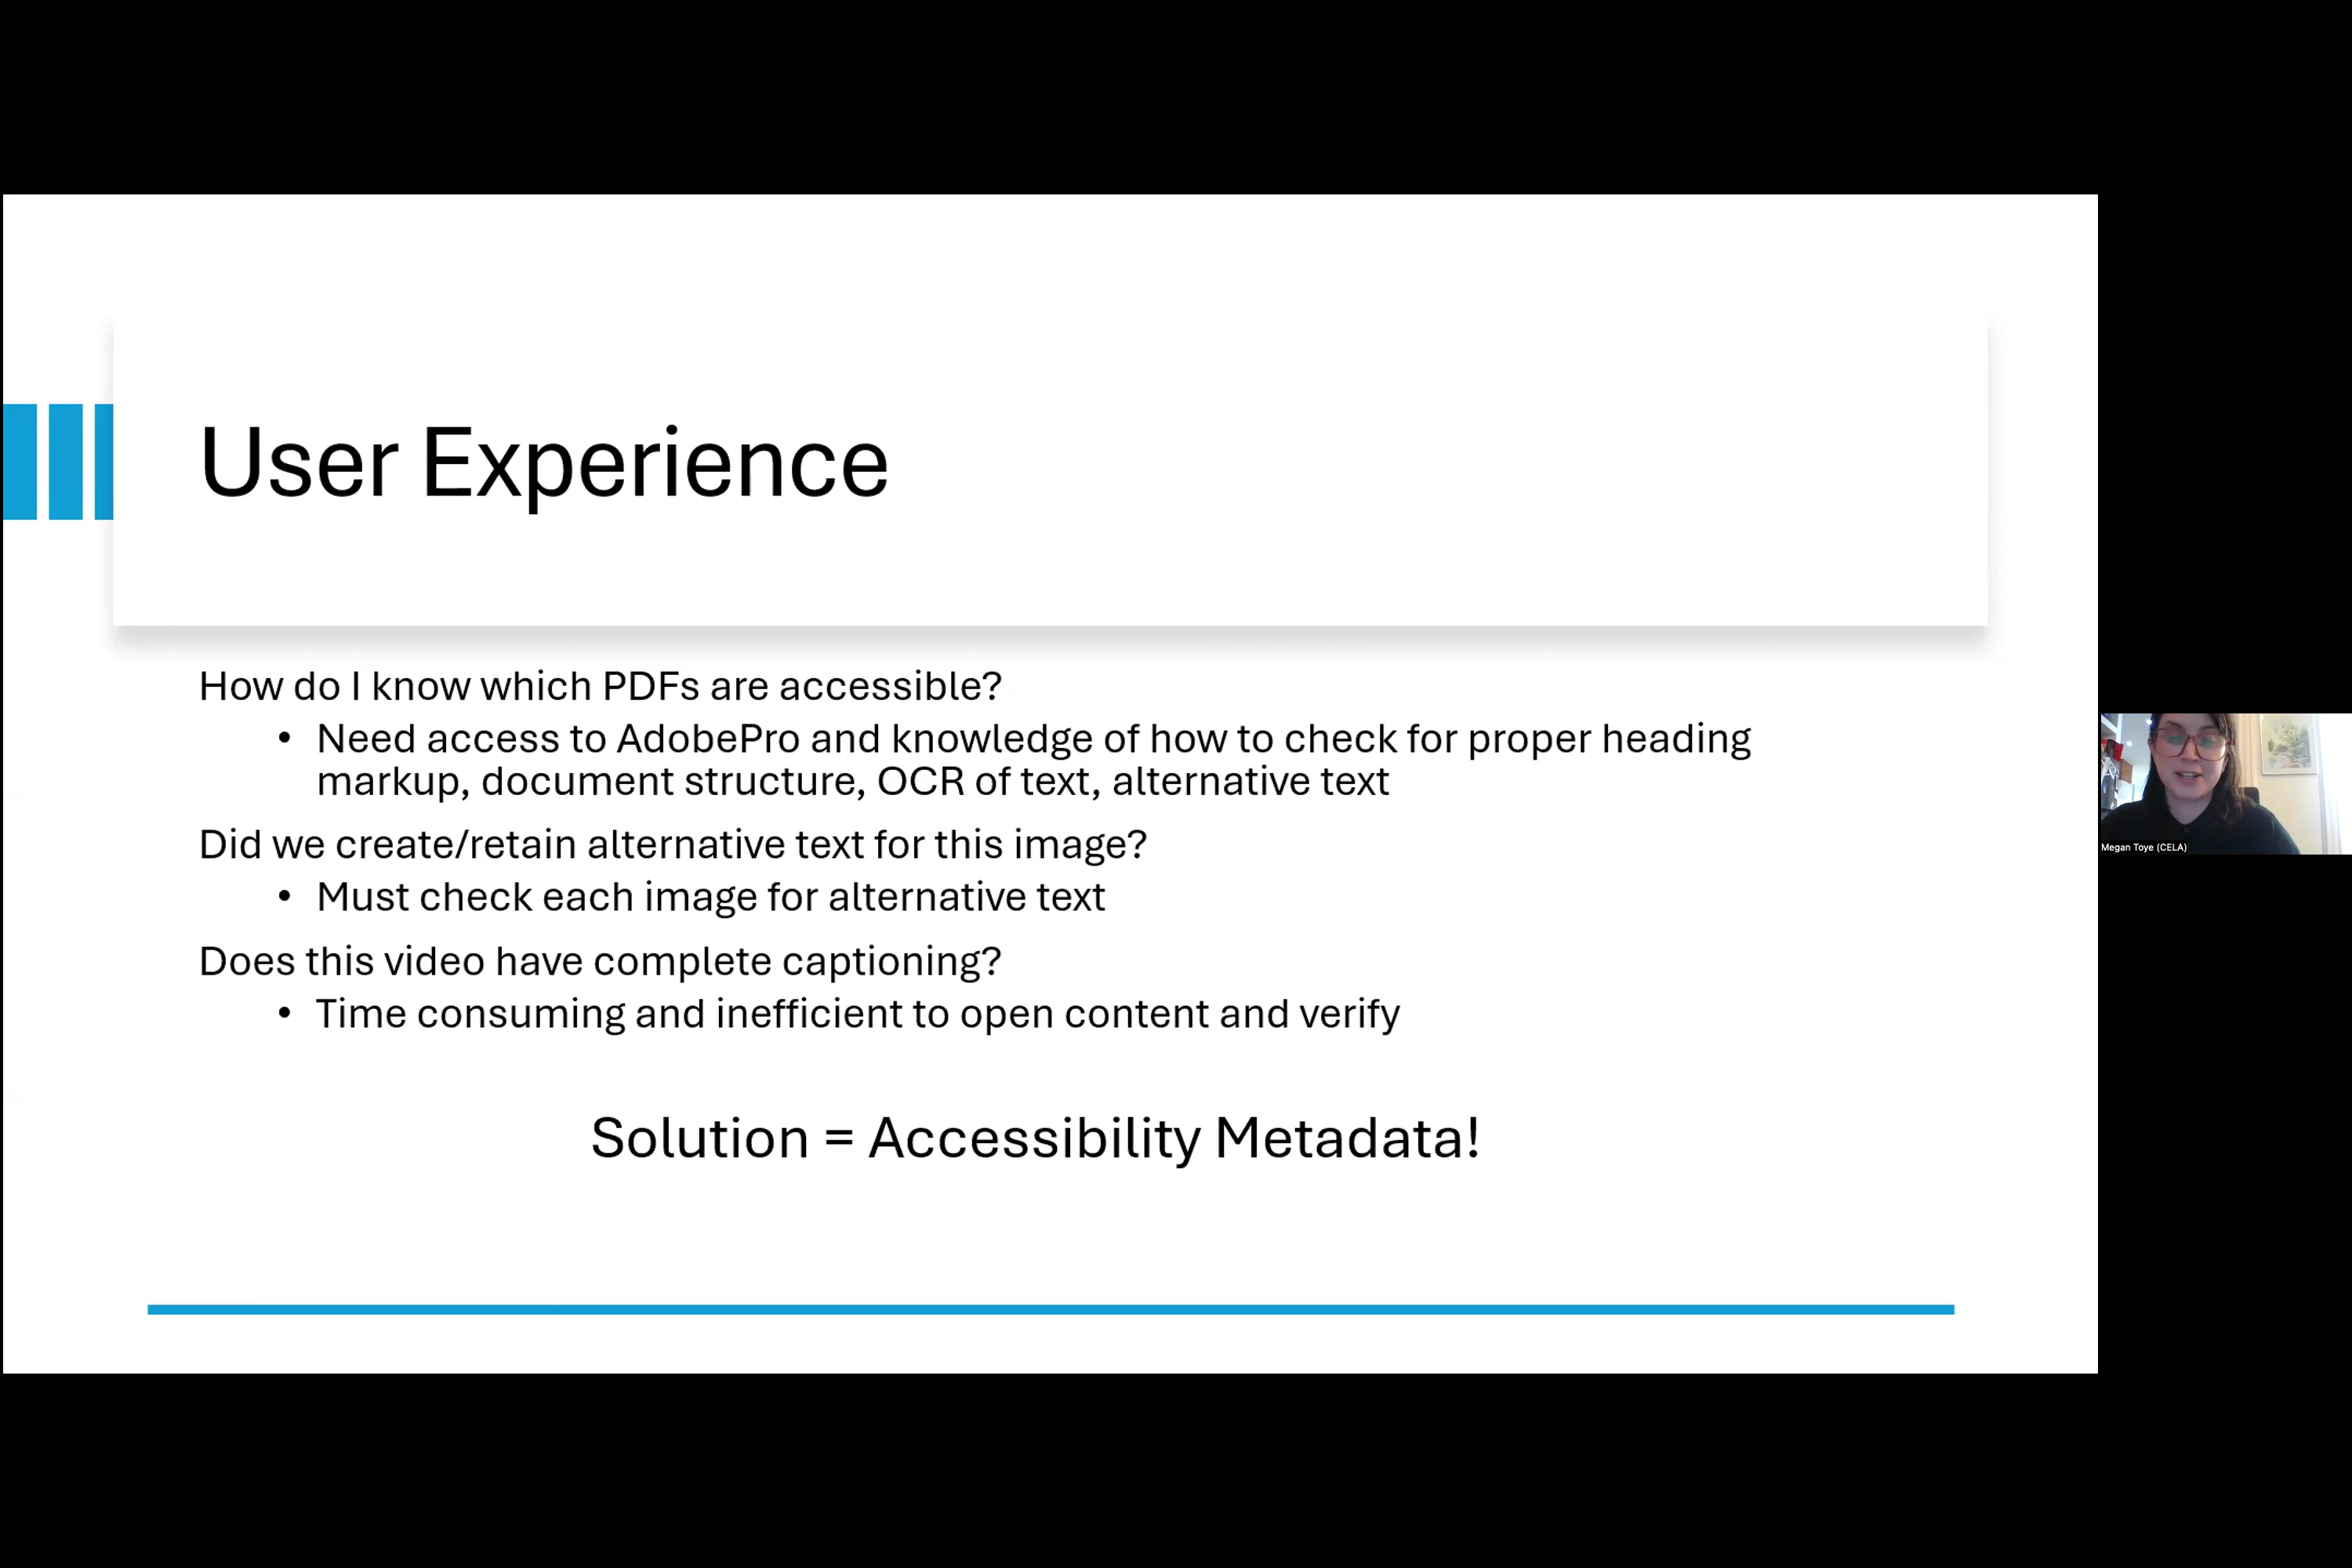 User Experience
How do I know which PDFs are accessible?
• Need access to AdobePro and knowledge of how to check for proper heading
markup, document structure, OCR of text, alternative text
Did we create/retain alternative text for this image?
• Must check each image for alternative text
Does this video have complete captioning?
• Time consuming and inefficient to open content and verify
Solution = Accessibility Metadata!
Megan Toye (CELA)